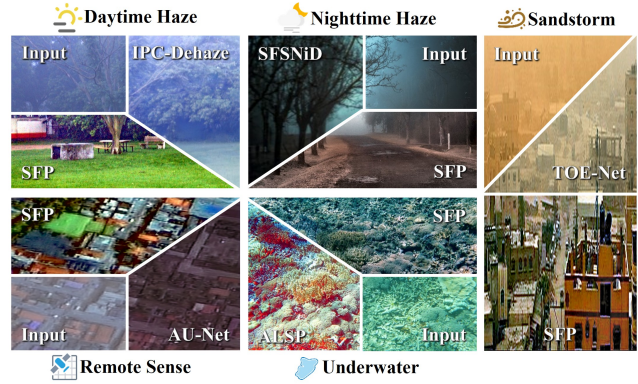 Daytime Haze
Nighttime Haze
Sandstorm
Input
IPC-Dehaze
SFP
SFSNiD
Input
SFP
Input
TOE-Net
SFP
SFP
Input
AU-Net
SFP
ALSP
Input
Remote Sense
Underwater